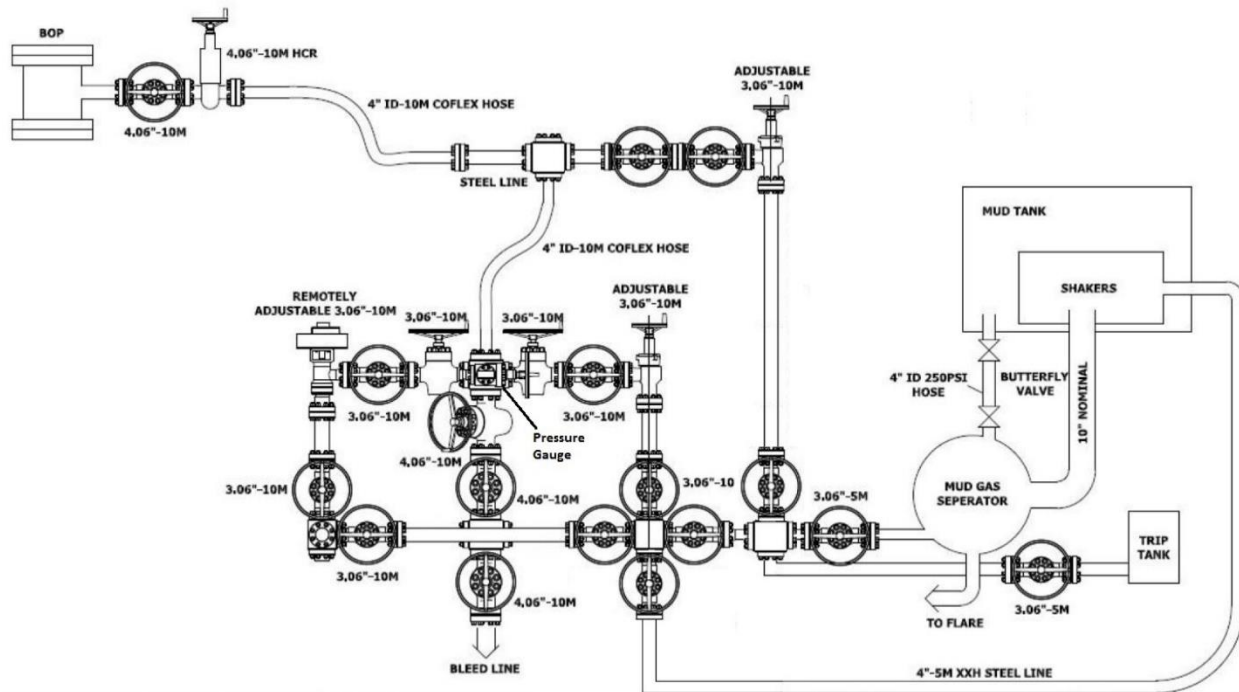 BOP
4.06"-10M HCR
4.06"-10M
4" ID-10M COFLEX HOSE
ADJUSTABLE
3.06"-10M
STEEL LINE
4" ID-10M COFLEX HOSE
MUD TANK
SHAKERS
REMOTELY
ADJUSTABLE 3.06"-10M
3.06"-10M
3.06"-10M
ADJUSTABLE
3.06"-10M
4" ID 250PSI
HOSE
BUTTERFLY
VALVE
10" NOMINAL
3.06"-10M
3.06"-10M
Pressure
Gauge
4.06"-10M
3.06"-10M
4.06"-10M
3.06"-10
3.06"-5M
MUD GAS
SEPERATOR
TRIP
TANK
3.06"-10M
4.06"-10M
3.06"-5M
TO FLARE
BLEED LINE
4"-5M XXH STEEL LINE